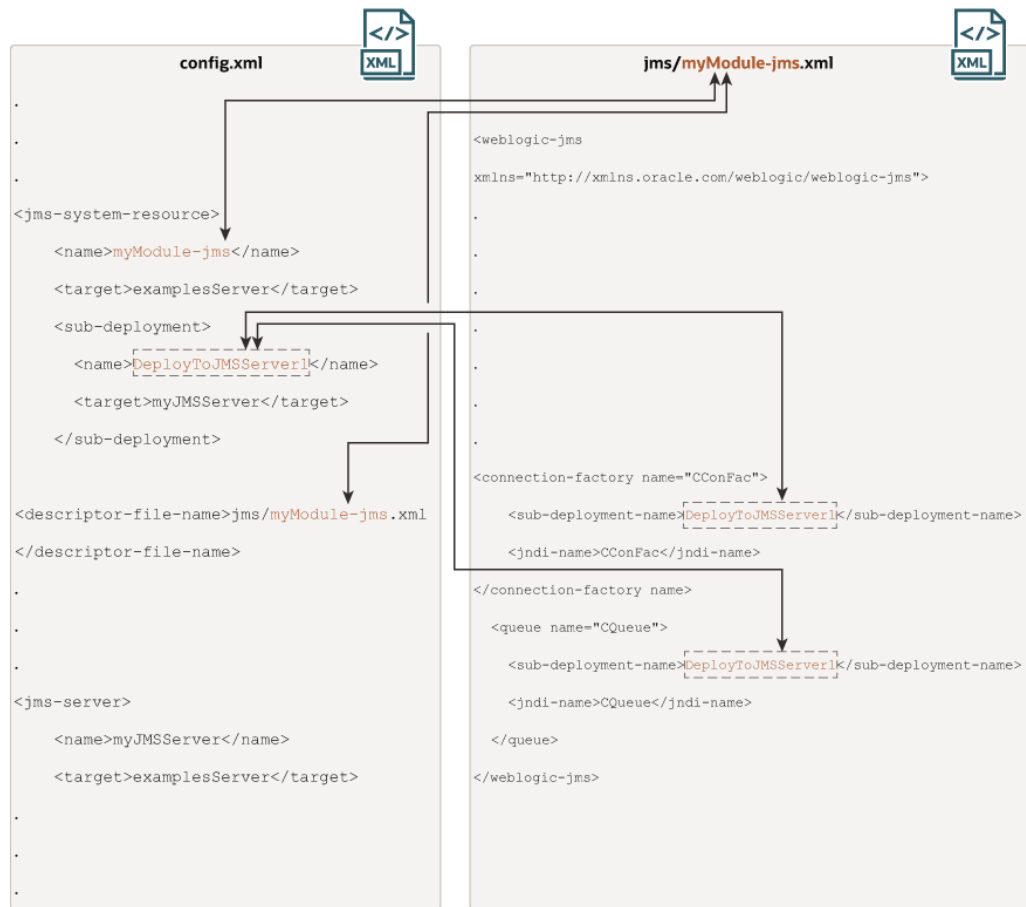 </>
XML
config.xml
.
.
.
<jms-system-resource>
<name>myModule-jms</name>
<target>examplesServer</target>
<sub-deployment>
<name>DeployToJMSServer1</name>
<target>myJMSServer</target>
</sub-deployment>
<descriptor-file-name>jms/myModule-jms.xml
</descriptor-file-name>
.
.
.
<jms-server>
<name>myJMSServer</name>
<target>examplesServer</target>
.
.
.
</>
XML
jms/myModule-jms.xml
<weblogic-jms
xmlns="http://xmlns.oracle.com/weblogic/weblogic-jms">
.
.
.
.
.
.
.
<connection-factory name="CConFac">
<sub-deployment-name>DeployToJMSServer1</sub-deployment-name>
<jndi-name>CConFac</jndi-name>
</connection-factory name>
<queue name="CQueue">
<sub-deployment-name>DeployToJMSServer1</sub-deployment-name>
<jndi-name>CQueue</jndi-name>
</queue>
</weblogic-jms>